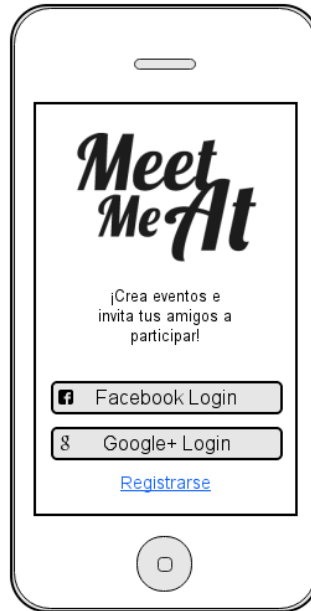 Meet
Me At
¡Crea eventos e
invita tus amigos a
participar!
Facebook Login
Google+ Login
Registrarse